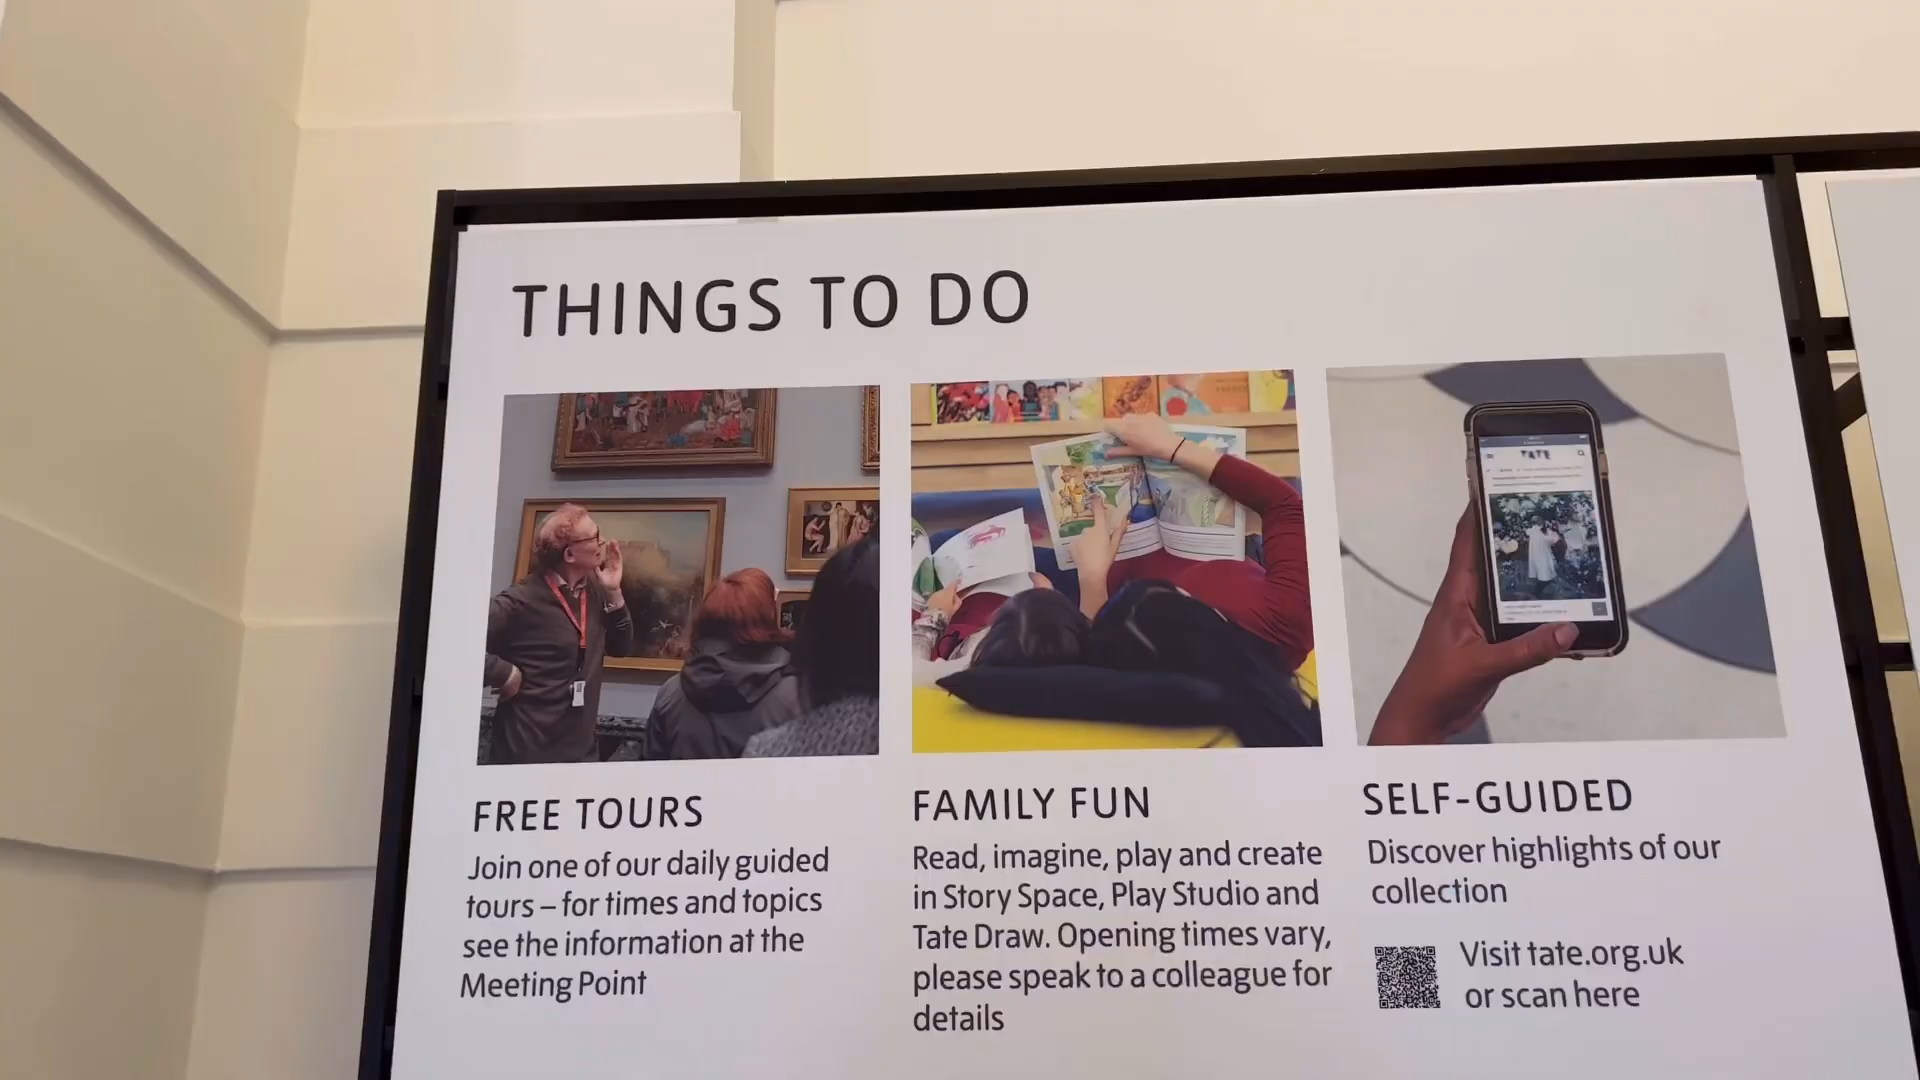 THINGS TO DO
TATE
FREE TOURS
Join one of our daily guided
tours – for times and topics
see the information at the
Meeting Point
FAMILY FUN
Read, imagine, play and create
in Story Space, Play Studio and
Tate Draw. Opening times vary,
please speak to a colleague for
details
SELF-GUIDED
Discover highlights of our
collection
Visit tate.org.uk
or scan here